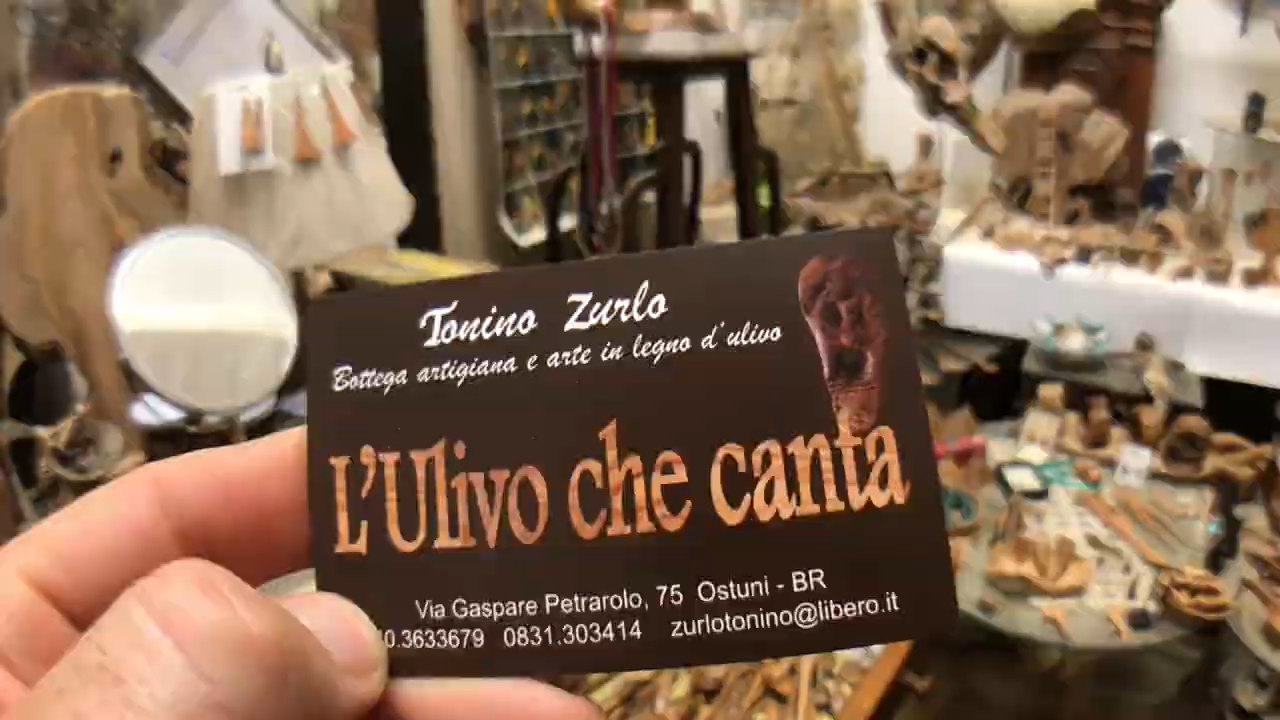 Tonino Zurlo
Bottega artigiana e arte in legno d'ulivo
L'Ulivo che canta
Via Gaspare Petrarolo, 75 Ostuni - BR
0.3633679 0831.303414 zurlotonino@libero.it